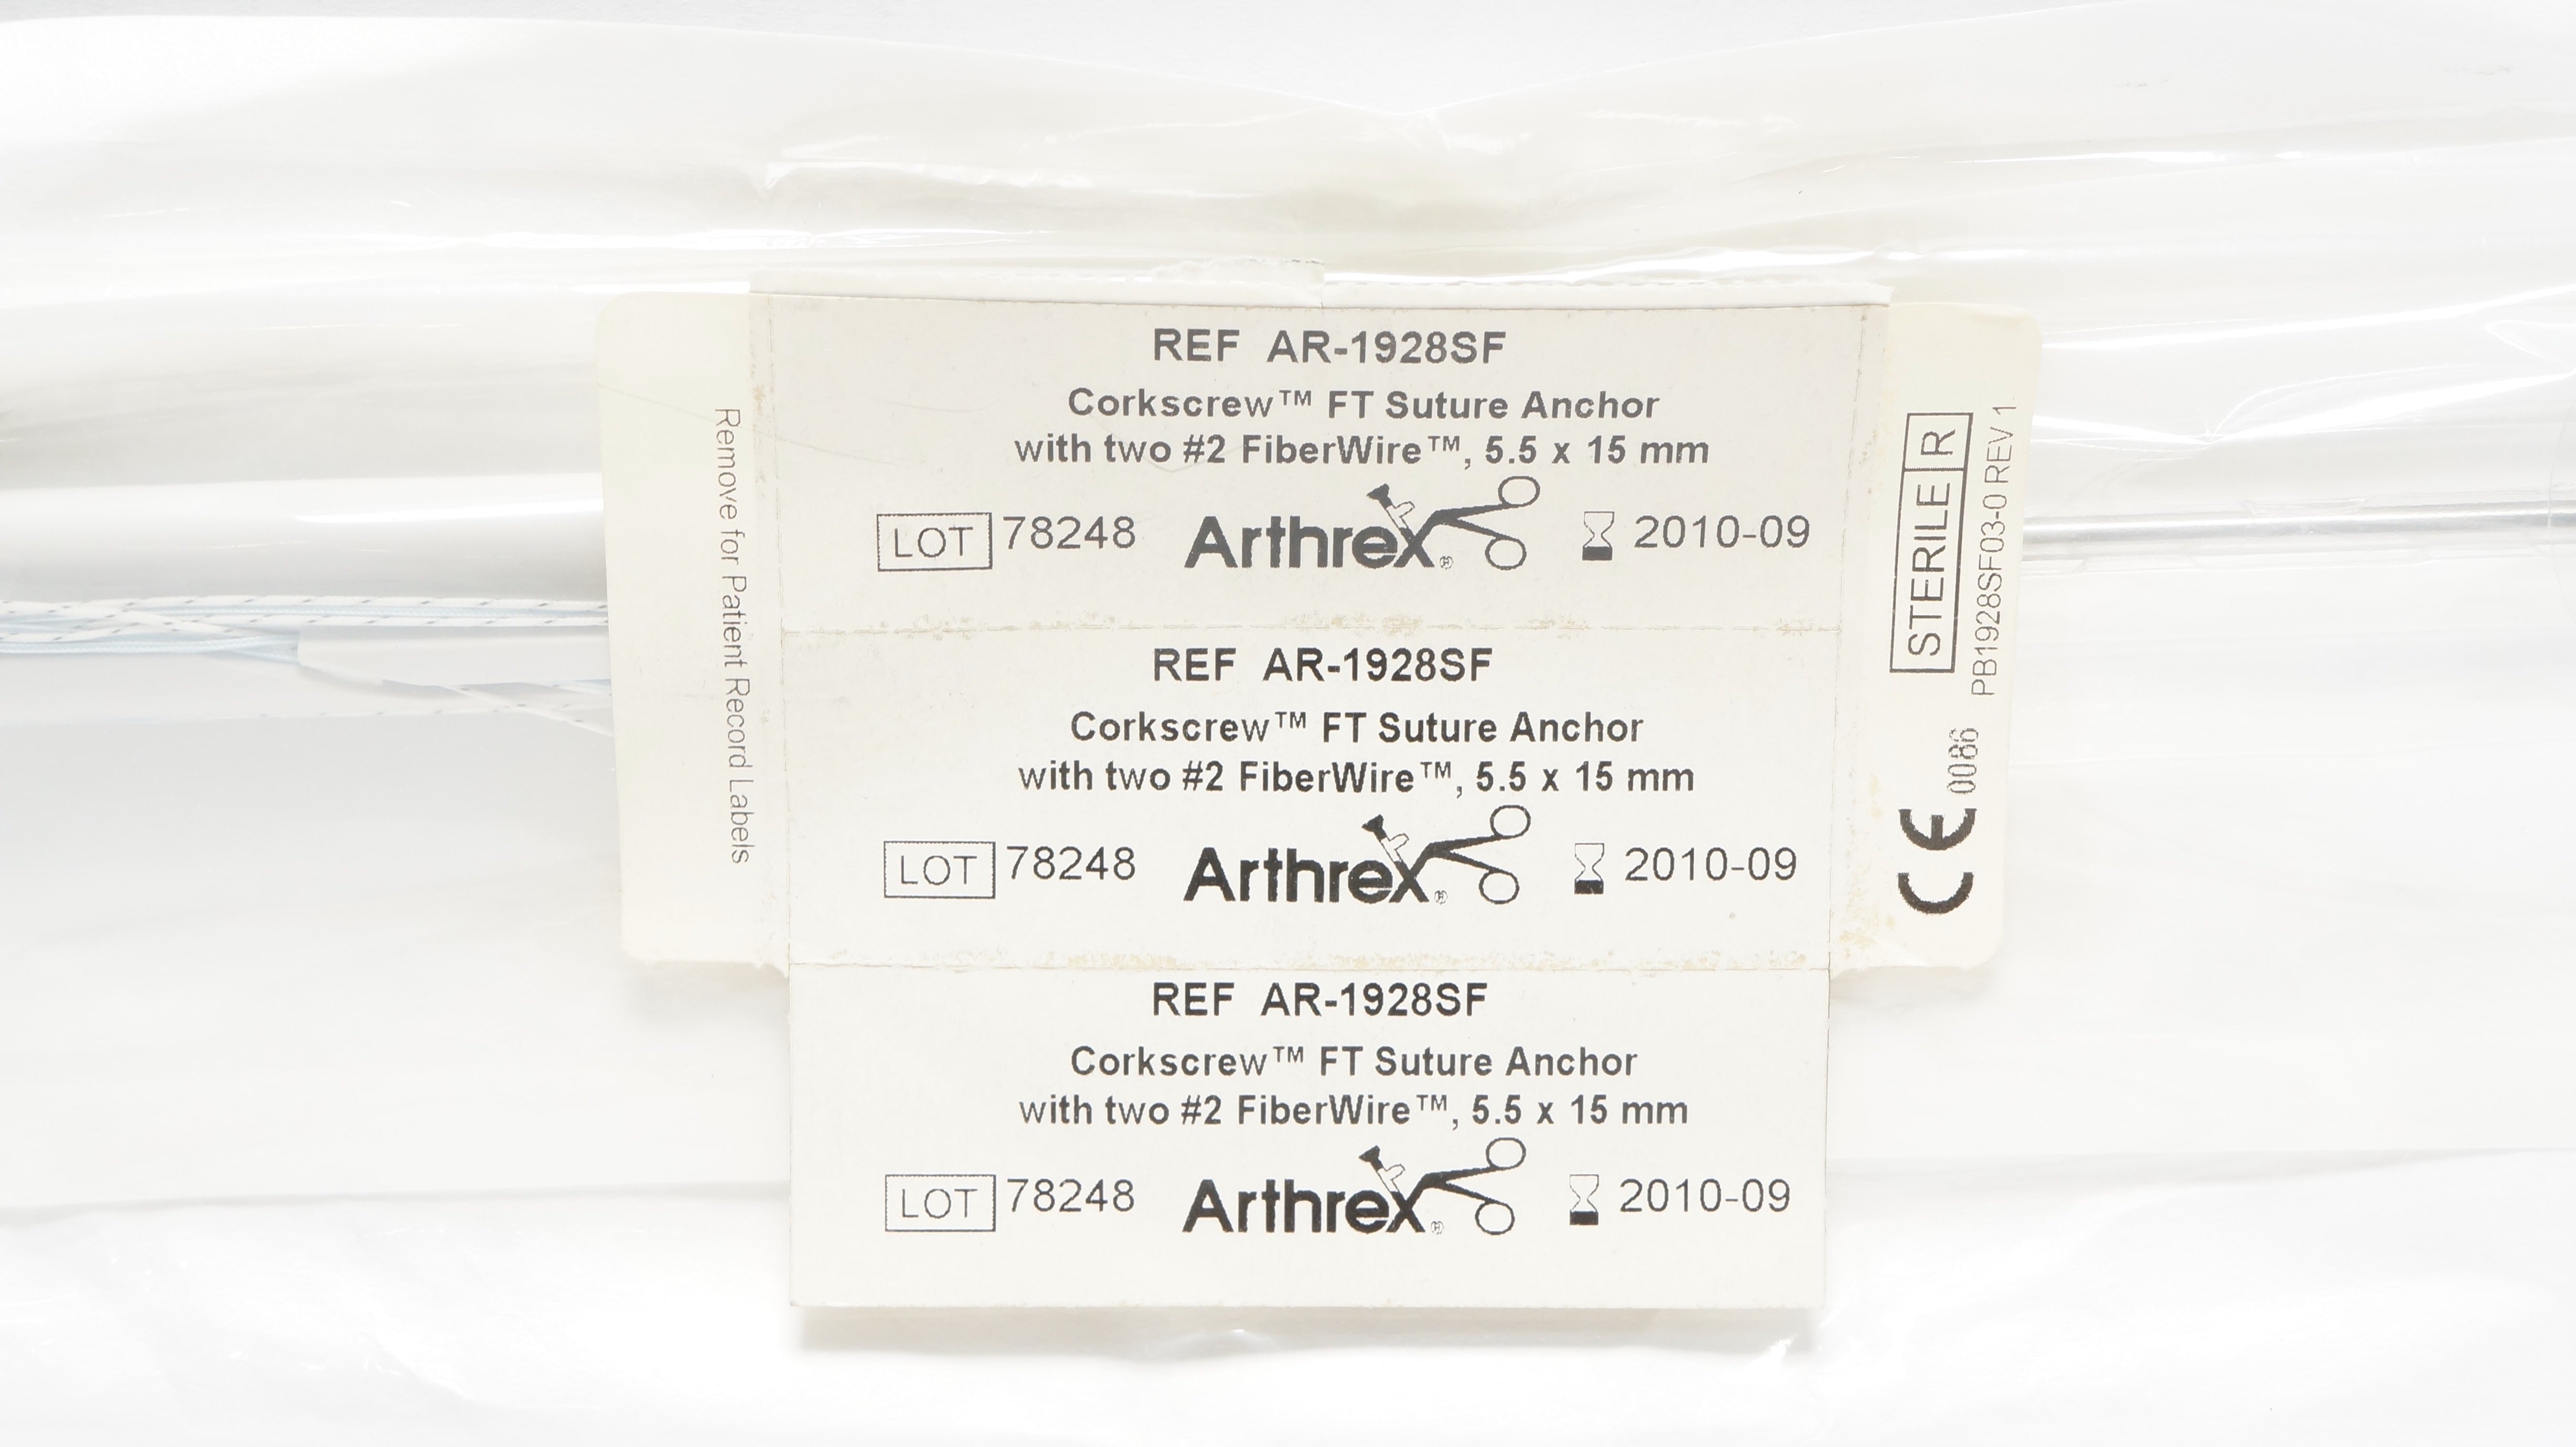 REF AR-1928SF
Corkscrew™ FT Suture Anchor
with two #2 FiberWire™, 5.5 x 15 mm
LOT 78248 Arthrex® 2010-09
REF AR-1928SF
Corkscrew™ FT Suture Anchor
with two #2 FiberWire™, 5.5 x 15 mm
LOT 78248 Arthrex® 2010-09
REF AR-1928SF
Corkscrew™ FT Suture Anchor
with two #2 FiberWire™, 5.5 x 15 mm
LOT 78248 Arthrex® 2010-09
Remove for Patient Record Labels
STERILE R
PB1928SF03-0 REV 1
CE 0086